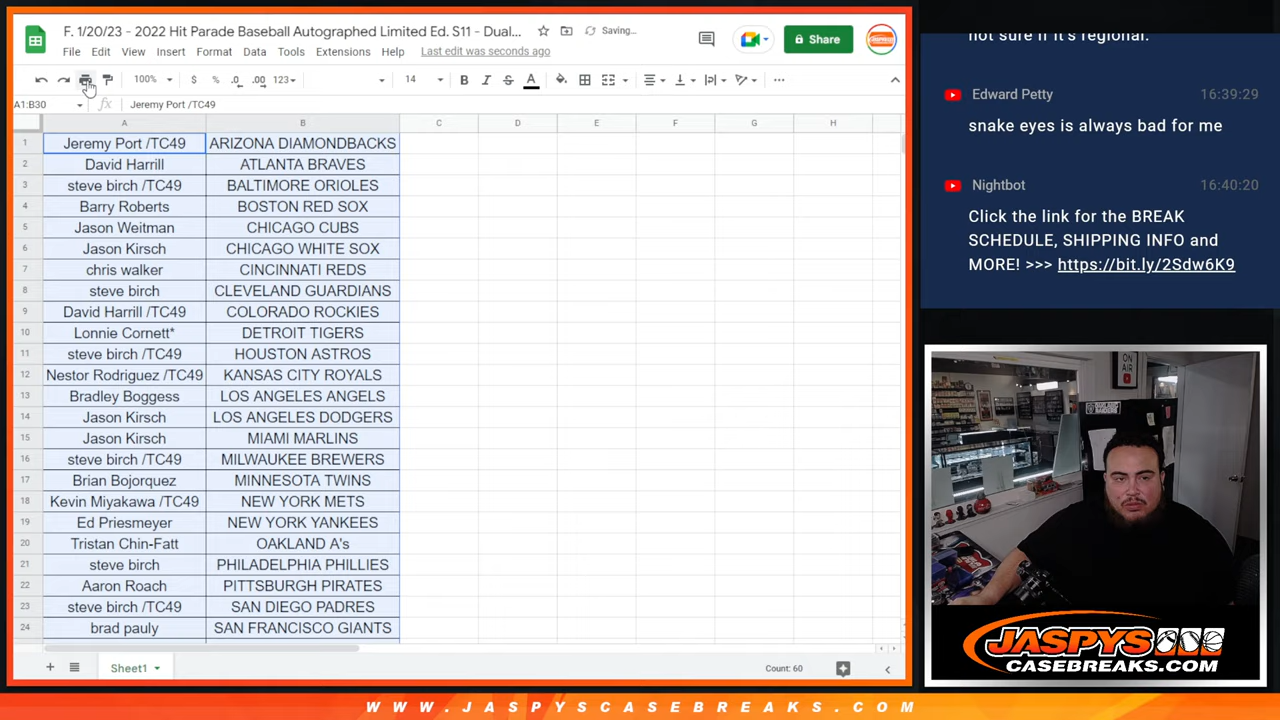 F. 1/20/23 - 2022 Hit Parade Baseball Autographed Limited Ed. S11 - Dual...
Saving...
Share
File Edit View Insert Format Data Tools Extensions Help Last edit was seconds ago
100% $ % .0 .00 123 14 B I S A
A1:B30 fx Jeremy Port /TC49
A B C D E F G H
1 Jeremy Port /TC49 ARIZONA DIAMONDBACKS
2 David Harrill ATLANTA BRAVES
3 steve birch /TC49 BALTIMORE ORIOLES
4 Barry Roberts BOSTON RED SOX
5 Jason Weitman CHICAGO CUBS
6 Jason Kirsch CHICAGO WHITE SOX
7 chris walker CINCINNATI REDS
8 steve birch CLEVELAND GUARDIANS
9 David Harrill /TC49 COLORADO ROCKIES
10 Lonnie Cornett* DETROIT TIGERS
11 steve birch /TC49 HOUSTON ASTROS
12 Nestor Rodriguez /TC49 KANSAS CITY ROYALS
13 Bradley Boggess LOS ANGELES ANGELS
14 Jason Kirsch LOS ANGELES DODGERS
15 Jason Kirsch MIAMI MARLINS
16 steve birch /TC49 MILWAUKEE BREWERS
17 Brian Bojorquez MINNESOTA TWINS
18 Kevin Miyakawa /TC49 NEW YORK METS
19 Ed Priesmeyer NEW YORK YANKEES
20 Tristan Chin-Fatt OAKLAND A's
21 steve birch PHILADELPHIA PHILLIES
22 Aaron Roach PITTSBURGH PIRATES
23 steve birch /TC49 SAN DIEGO PADRES
24 brad pauly SAN FRANCISCO GIANTS
Sheet1
Count: 60
not sure if it's regional.
Edward Petty 16:39:29
snake eyes is always bad for me
Nightbot 16:40:20
Click the link for the BREAK
SCHEDULE, SHIPPING INFO and
MORE! >>> https://bit.ly/2Sdw6K9
ON
AIR
JASPYS
CASEBREAKS.COM
WWW.JASPYSCASEBREAKS.COM